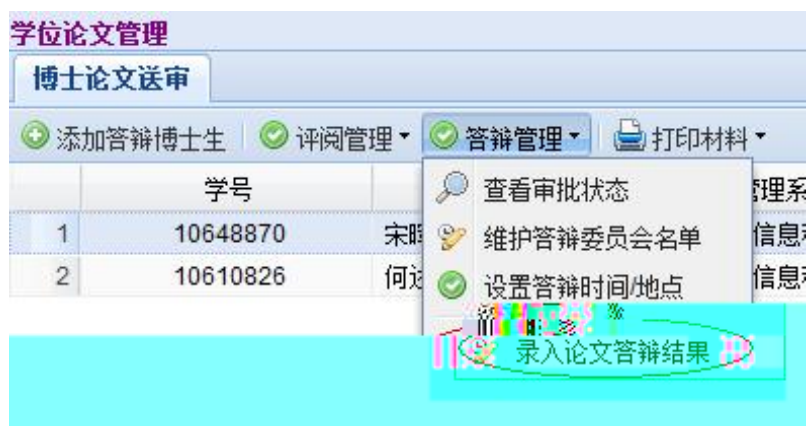 学位论文管理
博士论文送审
添加答辩博士生 评阅管理 答辩管理 打印材料
学号
查看审批状态
管理系
1 10648870 宋晖
维护答辩委员会名单
信息
2 10610826 何
设置答辩时间/地点
信息
录入论文答辩结果